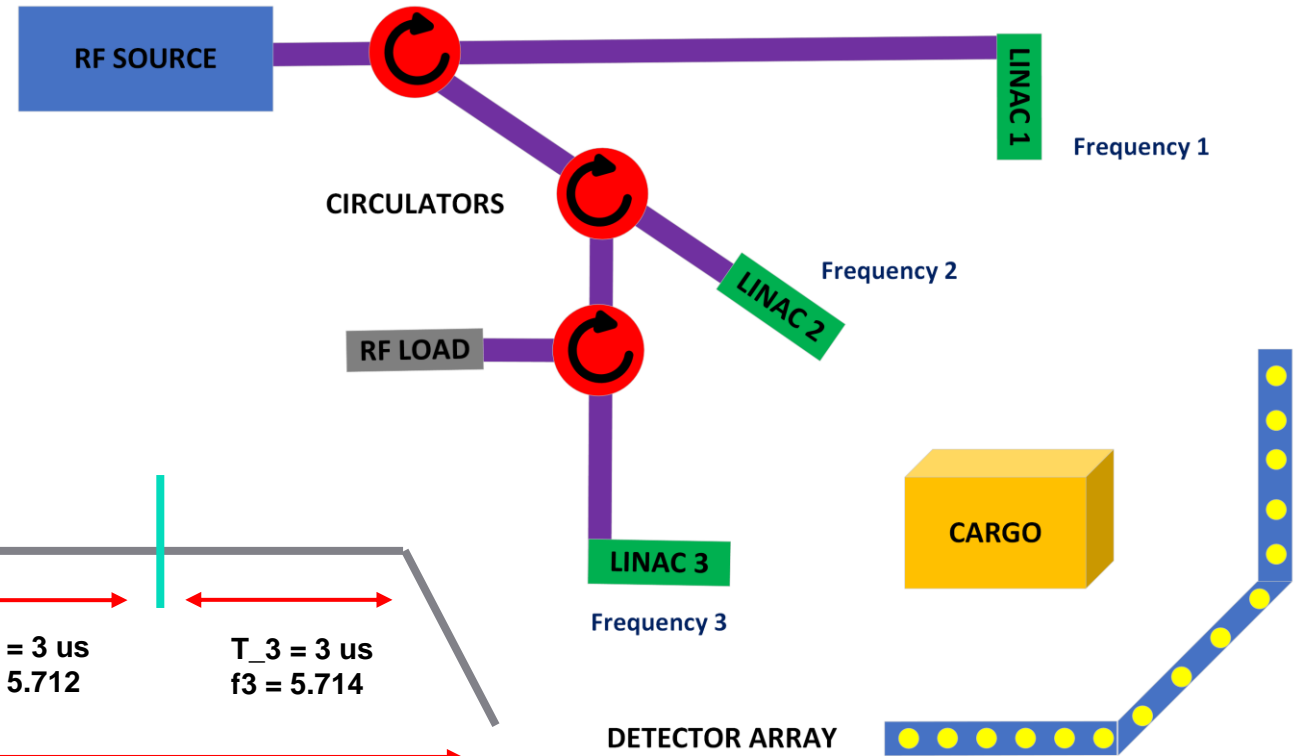 RF SOURCE
LINAC 1
Frequency 1
CIRCULATORS
Frequency 2
LINAC 2
RF LOAD
CARGO
LINAC 3
Frequency 3
= 3 us
5.712
T_3 = 3 us
f3 = 5.714
DETECTOR ARRAY